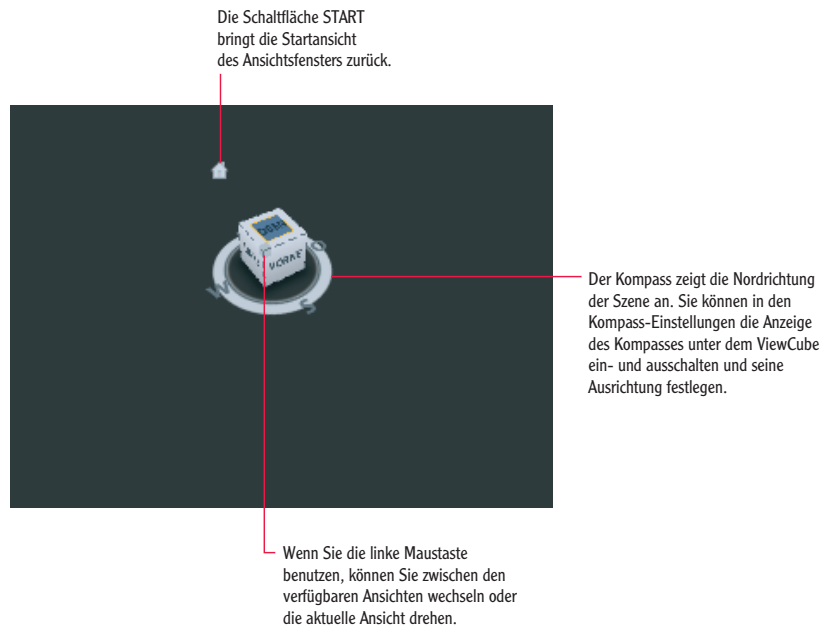 Die Schaltfläche START
bringt die Startansicht
des Ansichtsfensters zurück.
OBEN
VORNE
O
W
S
Der Kompass zeigt die Nordrichtung
der Szene an. Sie können in den
Kompass-Einstellungen die Anzeige
des Kompasses unter dem ViewCube
ein- und ausschalten und seine
Ausrichtung festlegen.
Wenn Sie die linke Maustaste
benutzen, können Sie zwischen den
verfügbaren Ansichten wechseln oder
die aktuelle Ansicht drehen.